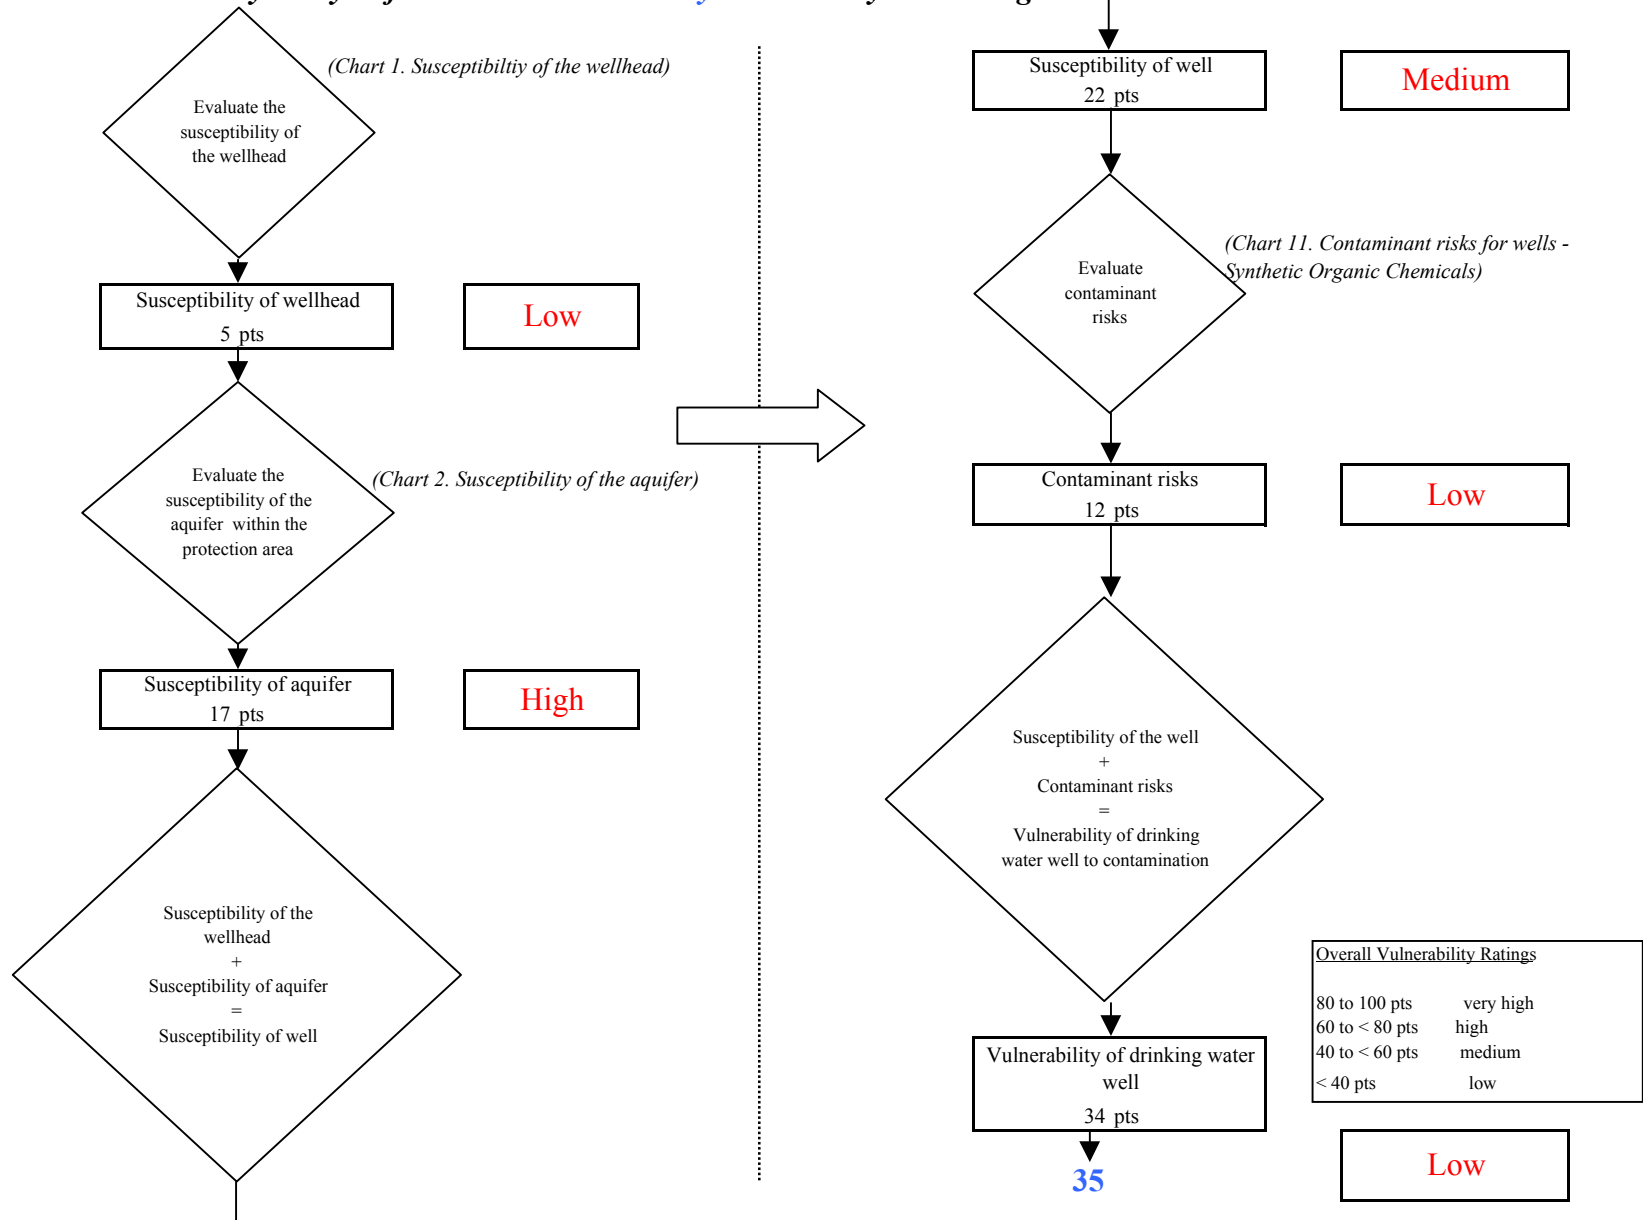 (Chart 1. Susceptibiltiy of the wellhead)
Evaluate the
susceptibility of
the wellhead
Susceptibility of wellhead
5 pts
Low
Evaluate the
susceptibility of the
aquifer within the
protection area
(Chart 2. Susceptibility of the aquifer)
Susceptibility of aquifer
17 pts
High
Susceptibility of the
wellhead
+
Susceptibility of aquifer
=
Susceptibility of well
Susceptibility of well
22 pts
Medium
Evaluate
contaminant
risks
(Chart 11. Contaminant risks for wells -
Synthetic Organic Chemicals)
Contaminant risks
12 pts
Low
Susceptibility of the well
+
Contaminant risks
=
Vulnerability of drinking
water well to contamination
Vulnerability of drinking water
well
34 pts
35
Overall Vulnerability Ratings
80 to 100 pts very high
60 to < 80 pts high
40 to < 60 pts medium
< 40 pts low
Low